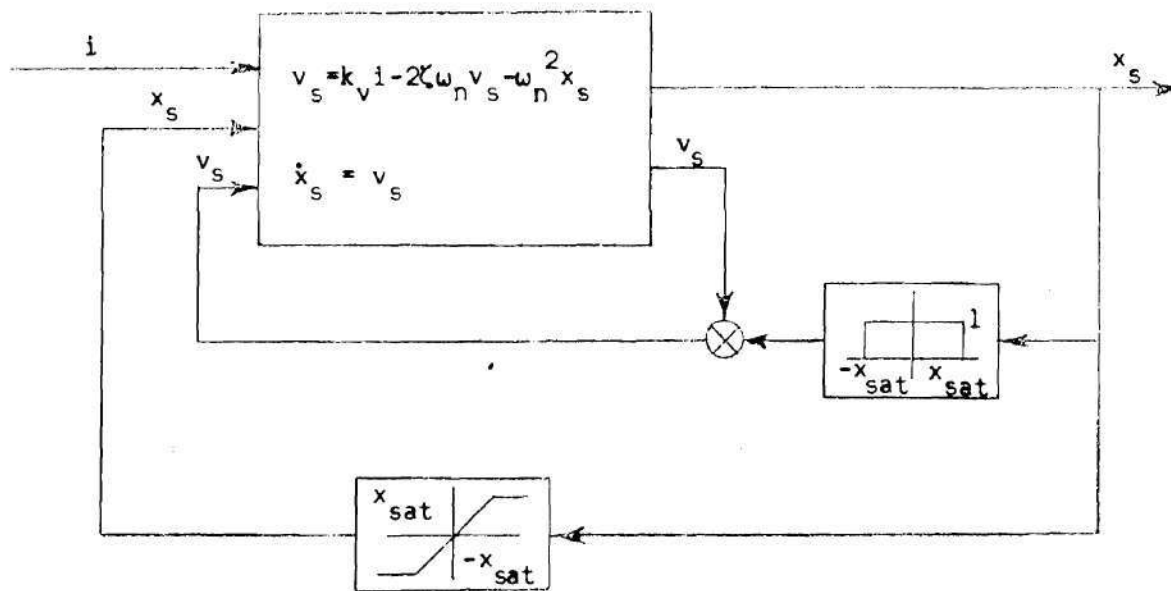 i
v_s =k_v i-2ζω_n v_s-ω_n^2 x_s
x_s
x_s
v_s
v_s
ẋ_s = v_s
1
-x_sat x_sat
x_sat
-x_sat